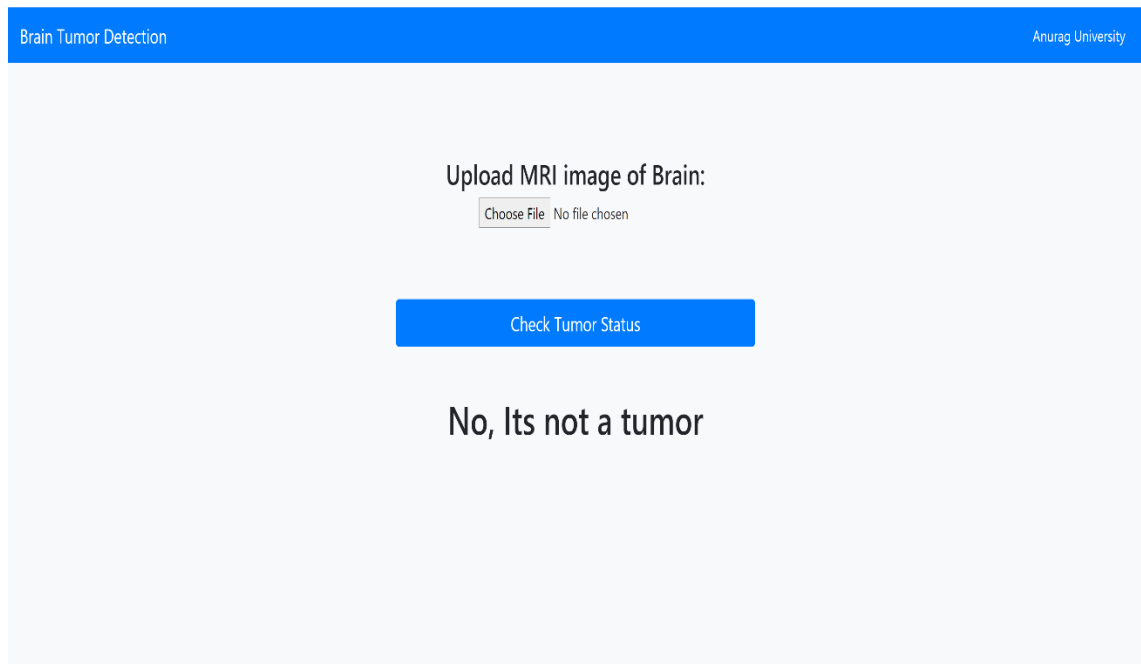 Brain Tumor Detection
Anurag University
Upload MRI image of Brain:
Choose File No file chosen
Check Tumor Status
No, Its not a tumor